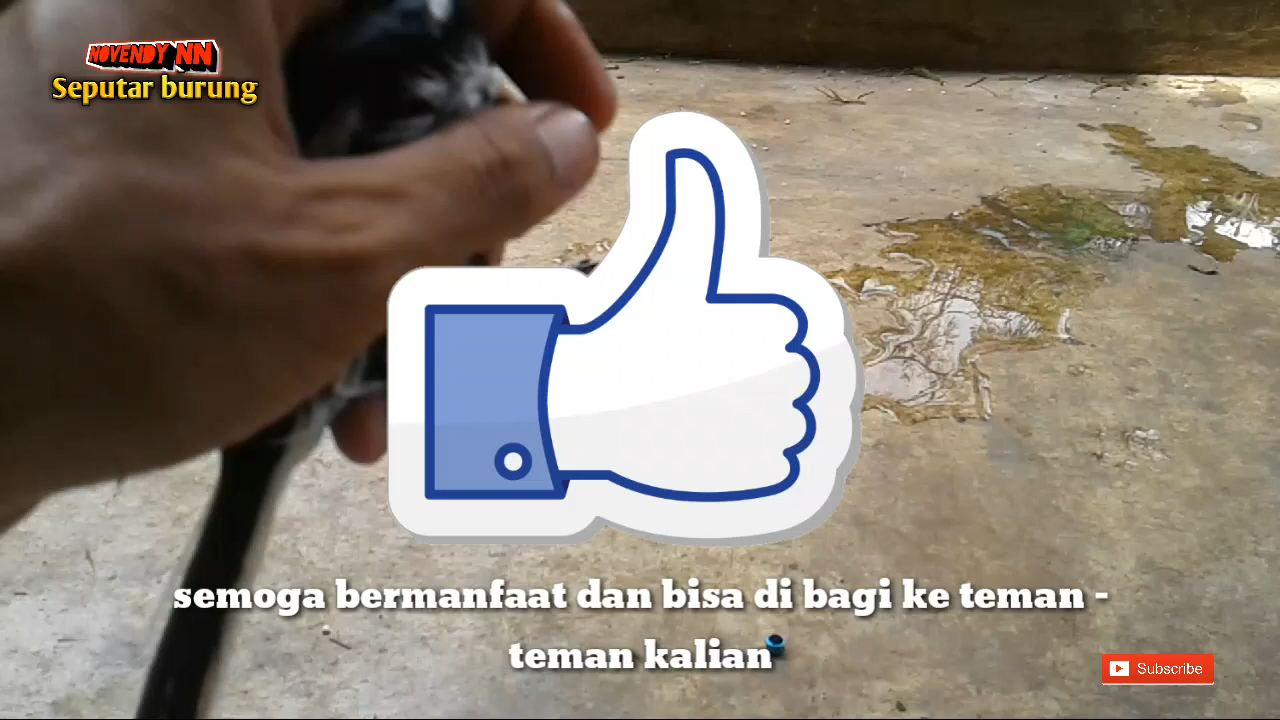 NOVENDY NN
Seputar burung
semoga bermanfaat dan bisa di bagi ke teman -
teman kalian
Subscribe